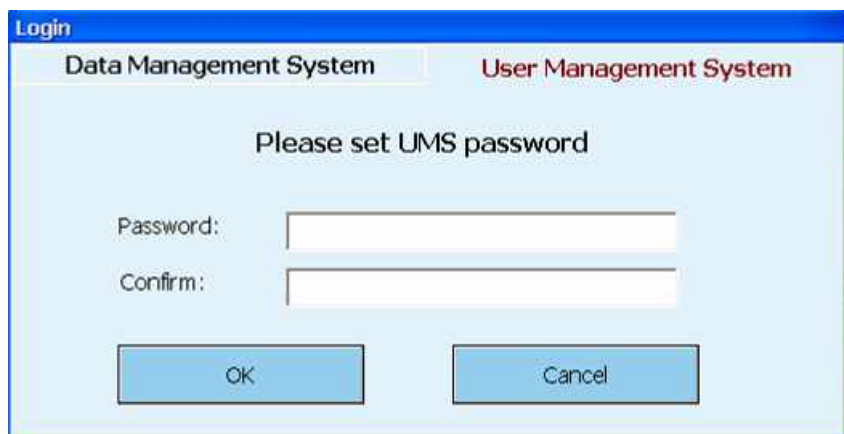 Login
Data Management System User Management System
Please set UMS password
Password:
Confirm:
OK Cancel